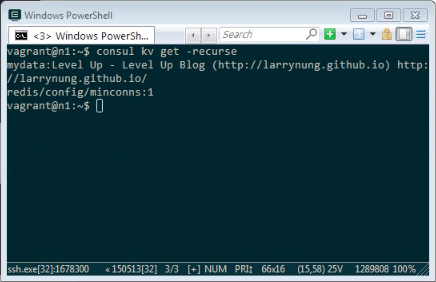 Windows PowerShell
<3> Windows PowerShell...
Search
vagrant@n1:~$ consul kv get -recurse
mydata:Level Up - Level Up Blog (http://larrynung.github.io) http:
//larrynung.github.io/
redis/config/minconns:1
vagrant@n1:~$
ssh.exe[32]:1678300 « 150513[32] 3/3 [+] NUM PRI‡ 66x16 (15,58) 25V 1289808 100%